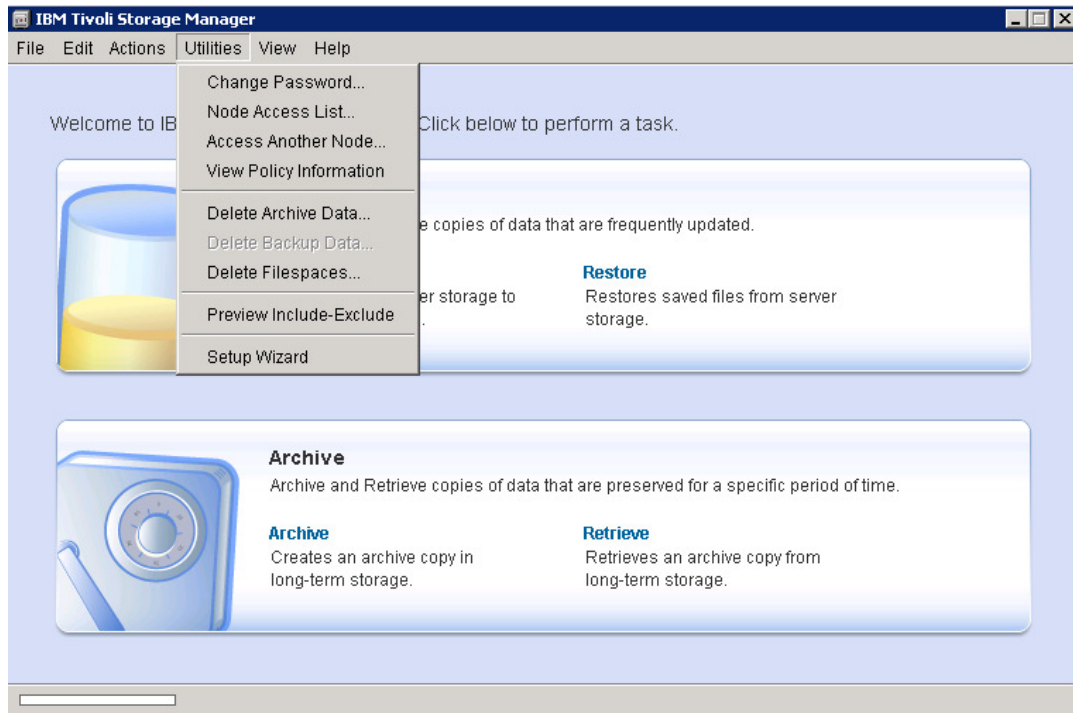 IBM Tivoli Storage Manager
File Edit Actions Utilities View Help
Change Password...
Node Access List...
Access Another Node...
View Policy Information
Delete Archive Data...
Delete Backup Data...
Delete Filespaces...
Preview Include-Exclude
Setup Wizard
Welcome to IB Click below to perform a task.
e copies of data that are frequently updated.
er storage to
.
Restore
Restores saved files from server
storage.
Archive
Archive and Retrieve copies of data that are preserved for a specific period of time.
Archive
Creates an archive copy in
long-term storage.
Retrieve
Retrieves an archive copy from
long-term storage.